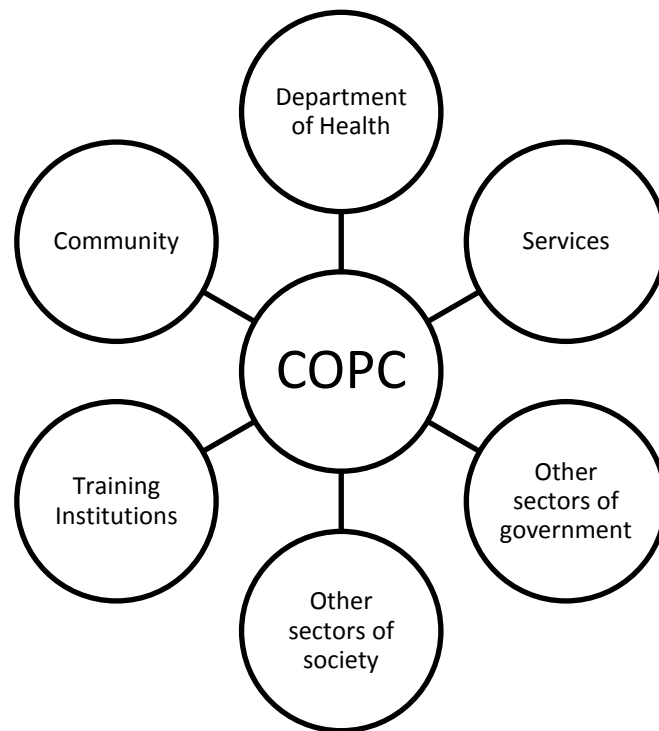 Department
of Health
Community
Services
COPC
Training
Institutions
Other
sectors of
government
Other
sectors of
society